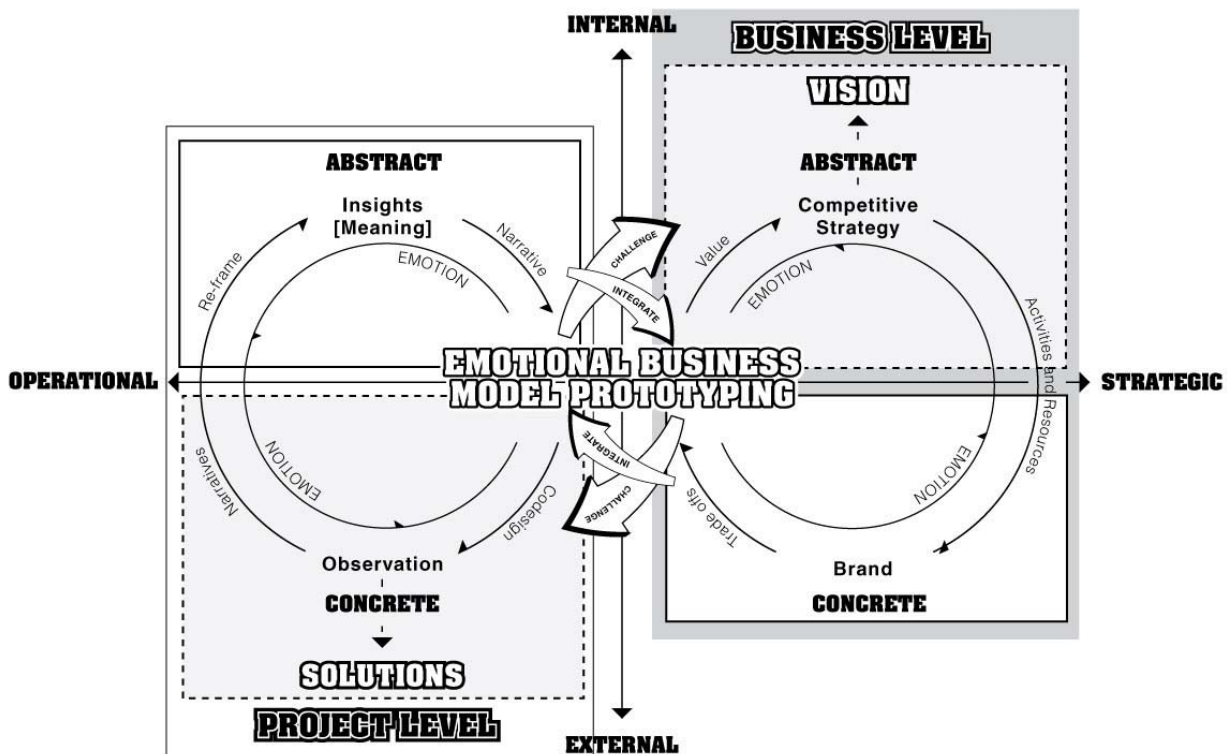 INTERNAL
BUSINESS LEVEL
VISION
ABSTRACT
ABSTRACT
Insights
[Meaning]
Competitive
Strategy
Re-frame
Narrative
EMOTION
CHALLENGE
INTEGRATE
Value
EMOTION
Activities and Resources
EMOTIONAL BUSINESS
MODEL PROTOTYPING
OPERATIONAL
STRATEGIC
Narratives
EMOTION
Codesign
INTEGRATE
CHALLENGE
Trade offs
EMOTION
Observation
Brand
CONCRETE
CONCRETE
SOLUTIONS
PROJECT LEVEL
EXTERNAL